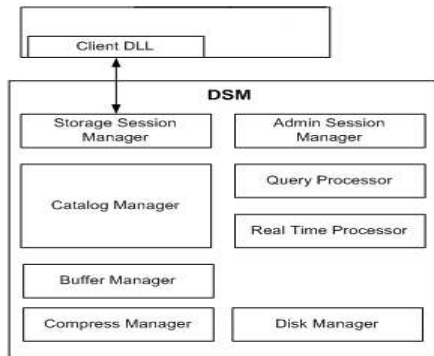 Client DLL
DSM
Storage Session
Manager
Admin Session
Manager
Catalog Manager
Query Processor
Real Time Processor
Buffer Manager
Compress Manager
Disk Manager